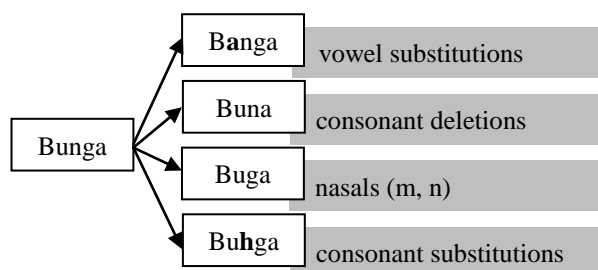 Banga
vowel substitutions
Buna
consonant deletions
Bunga
Buga
nasals (m, n)
Buhga
consonant substitutions